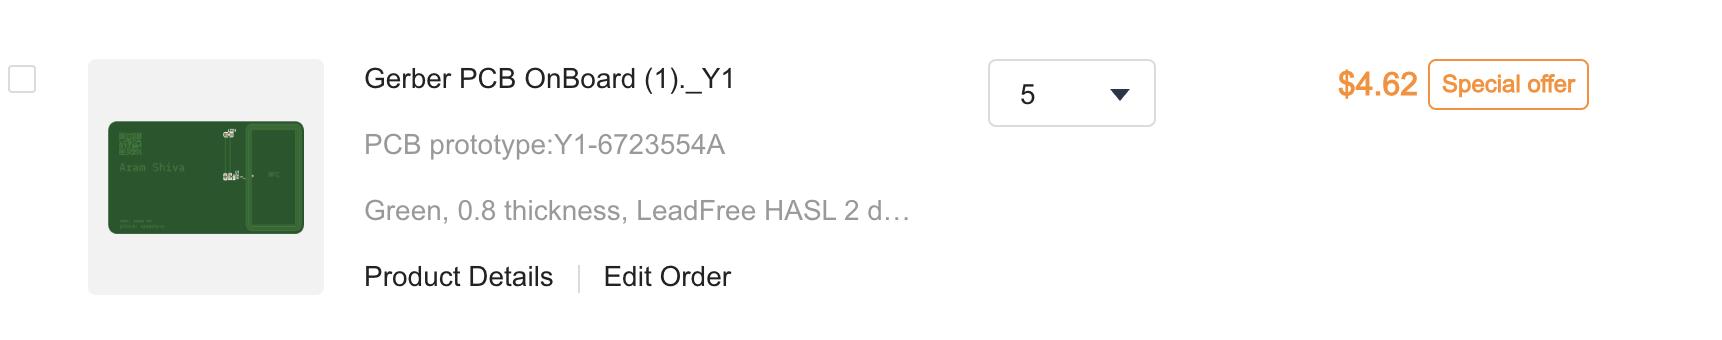 Gerber PCB OnBoard (1)._Y1
5
$4.62
Special offer
PCB prototype:Y1-6723554A
Green, 0.8 thickness, LeadFree HASL 2 d…
Product Details
Edit Order
Aram Shiva
NFC